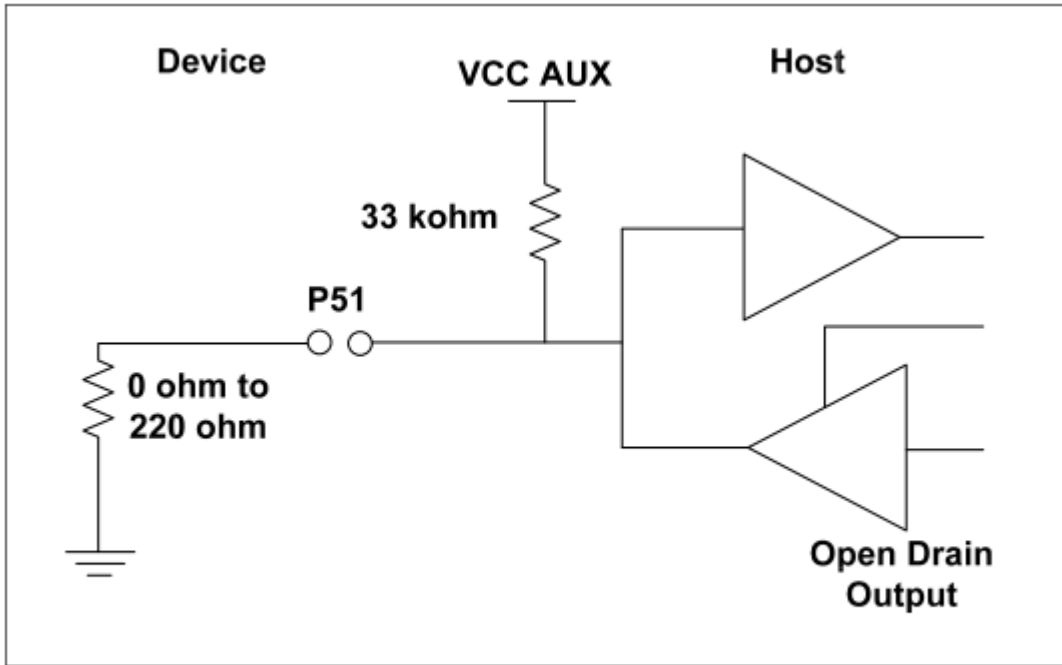 Device
VCC AUX
Host
33 kohm
P51
0 ohm to
220 ohm
Open Drain
Output